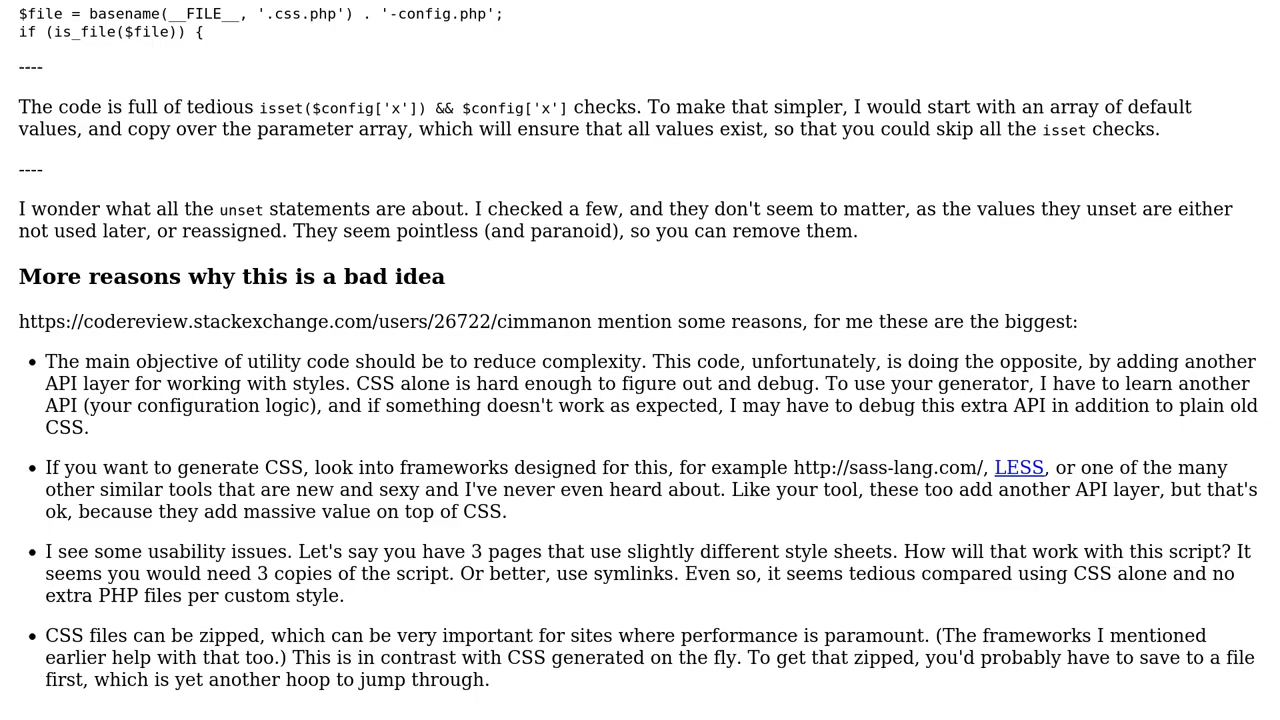 $file = basename(__FILE__, '.css.php') . '-config.php';
if (is_file($file)) {
----
The code is full of tedious isset($config['x']) && $config['x'] checks. To make that simpler, I would start with an array of default
values, and copy over the parameter array, which will ensure that all values exist, so that you could skip all the isset checks.
----
I wonder what all the unset statements are about. I checked a few, and they don't seem to matter, as the values they unset are either
not used later, or reassigned. They seem pointless (and paranoid), so you can remove them.
More reasons why this is a bad idea
https://codereview.stackexchange.com/users/26722/cimmanon mention some reasons, for me these are the biggest:
• The main objective of utility code should be to reduce complexity. This code, unfortunately, is doing the opposite, by adding another
API layer for working with styles. CSS alone is hard enough to figure out and debug. To use your generator, I have to learn another
API (your configuration logic), and if something doesn't work as expected, I may have to debug this extra API in addition to plain old
CSS.
• If you want to generate CSS, look into frameworks designed for this, for example http://sass-lang.com/, LESS, or one of the many
other similar tools that are new and sexy and I've never even heard about. Like your tool, these too add another API layer, but that's
ok, because they add massive value on top of CSS.
• I see some usability issues. Let's say you have 3 pages that use slightly different style sheets. How will that work with this script? It
seems you would need 3 copies of the script. Or better, use symlinks. Even so, it seems tedious compared using CSS alone and no
extra PHP files per custom style.
• CSS files can be zipped, which can be very important for sites where performance is paramount. (The frameworks I mentioned
earlier help with that too.) This is in contrast with CSS generated on the fly. To get that zipped, you'd probably have to save to a file
first, which is yet another hoop to jump through.